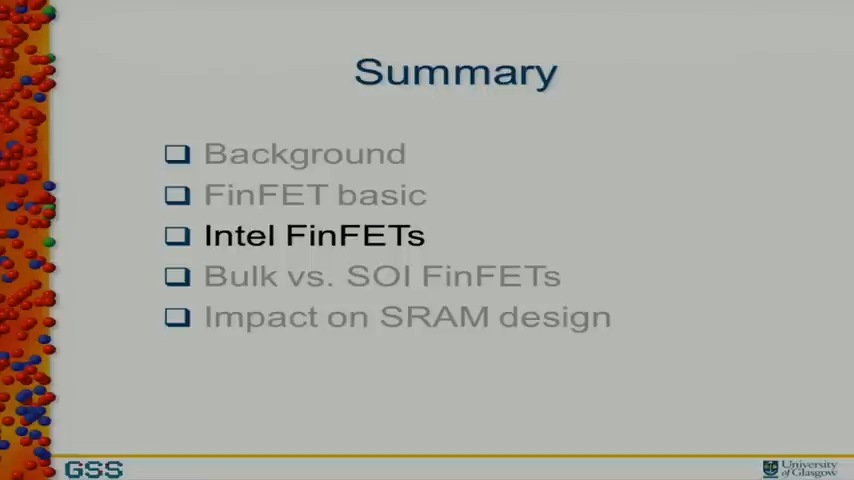 Summary
Background
FinFET basic
Intel FinFETs
Bulk vs. SOI FinFETs
Impact on SRAM design
GSS
University
of Glasgow